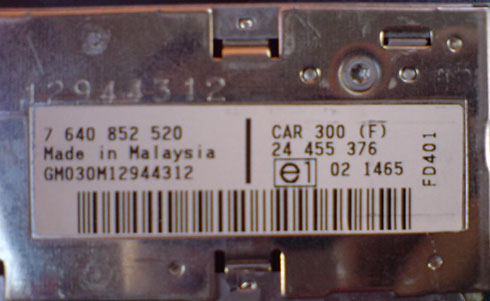 12944312
7 640 852 520
Made in Malaysia
GM030M12944312
CAR 300 (F)
24 455 376
e1 02 1465
FD401